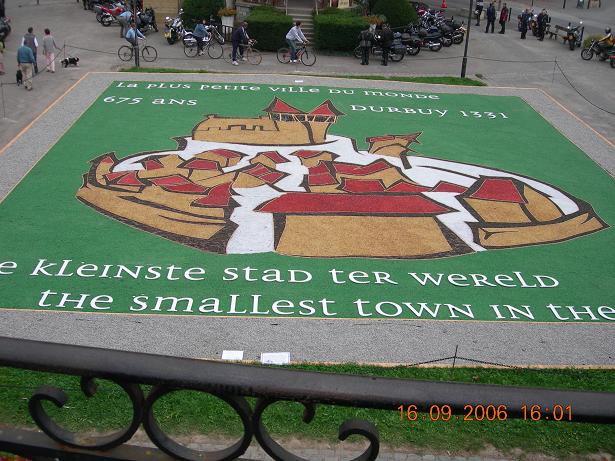 La plus petite ville du monde
675 ans
Durbuy 1331
e kleinste stad ter wereld
the smallest town in the
16.09.2006 16:01